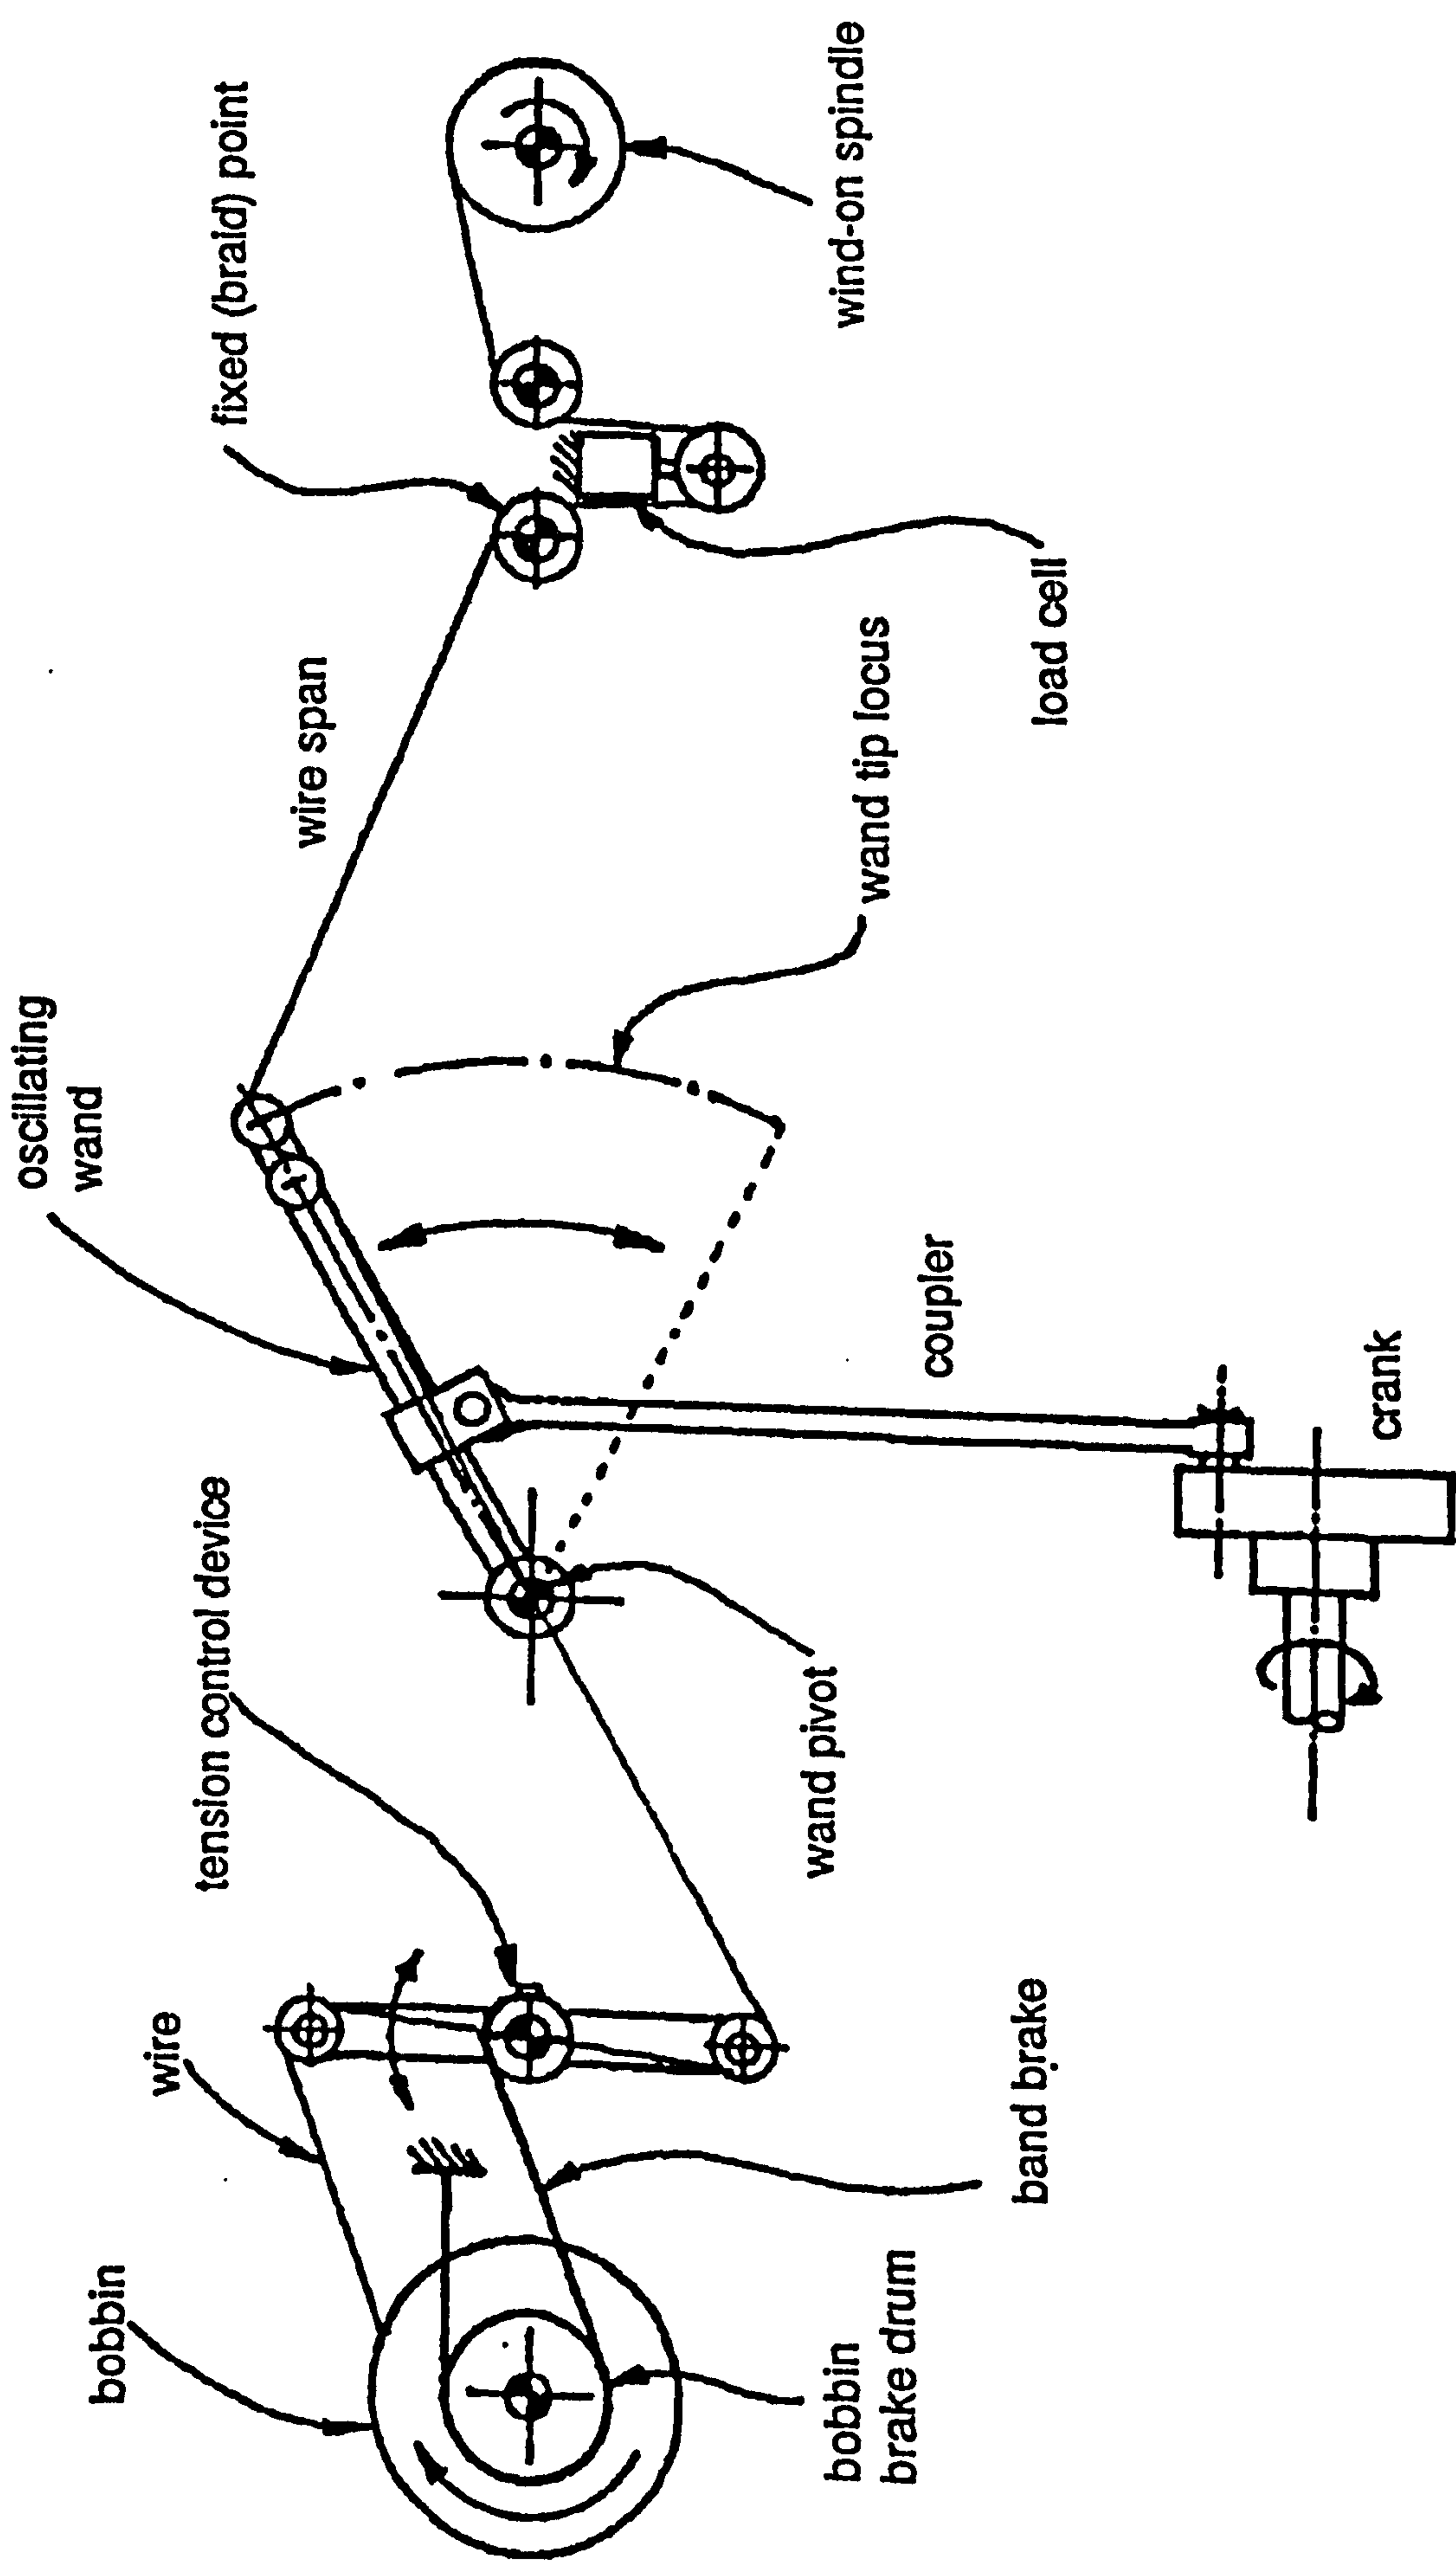 bobbin
wire
tension control device
oscillating
wand
wire span
fixed (braid) point
bobbin
brake drum
band brake
wand pivot
coupler
crank
wand tip locus
load cell
wind-on spindle